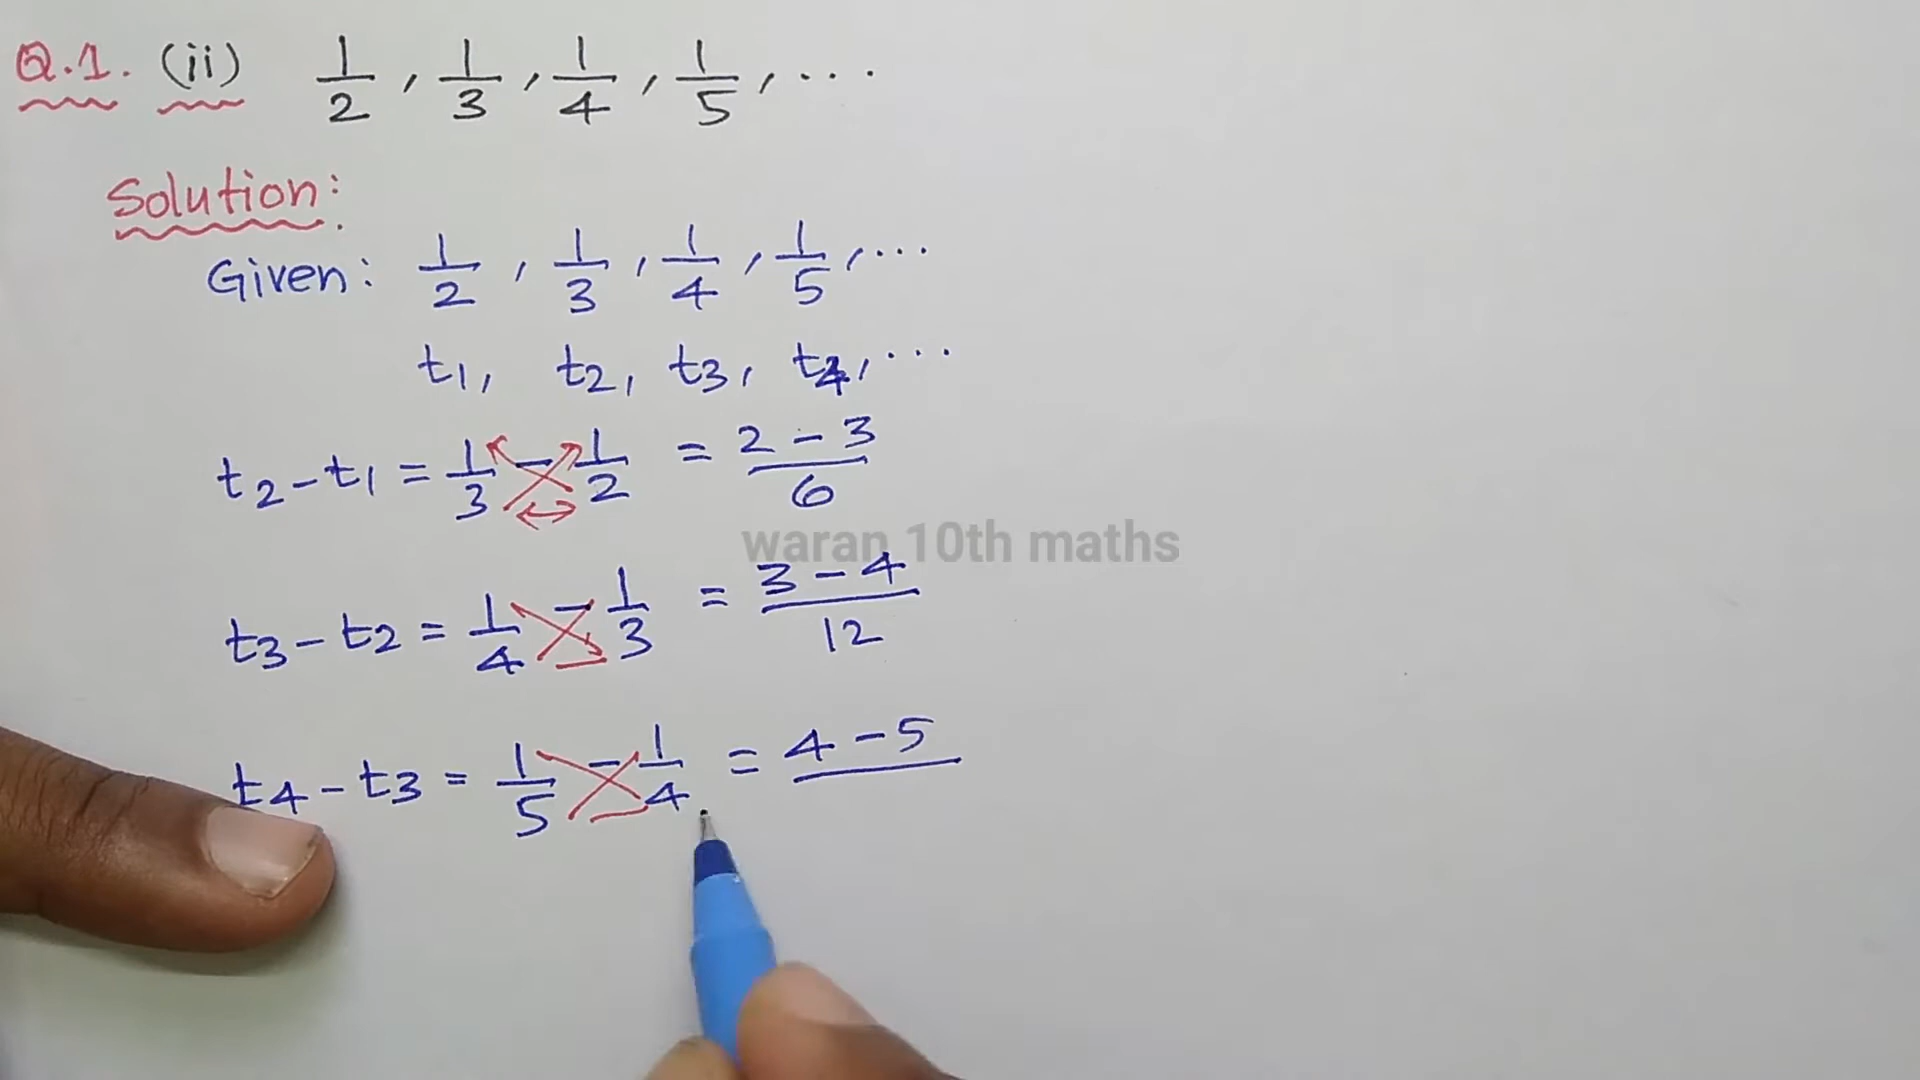 Q.1. (ii) 1/2, 1/3, 1/4, 1/5, ...
Solution:
Given: 1/2, 1/3, 1/4, 1/5, ...
t1, t2, t3, t4, ...
t2 - t1 = 1/3 - 1/2 = (2 - 3)/6
waran 10th maths
t3 - t2 = 1/4 - 1/3 = (3 - 4)/12
t4 - t3 = 1/5 - 1/4 = 4 - 5